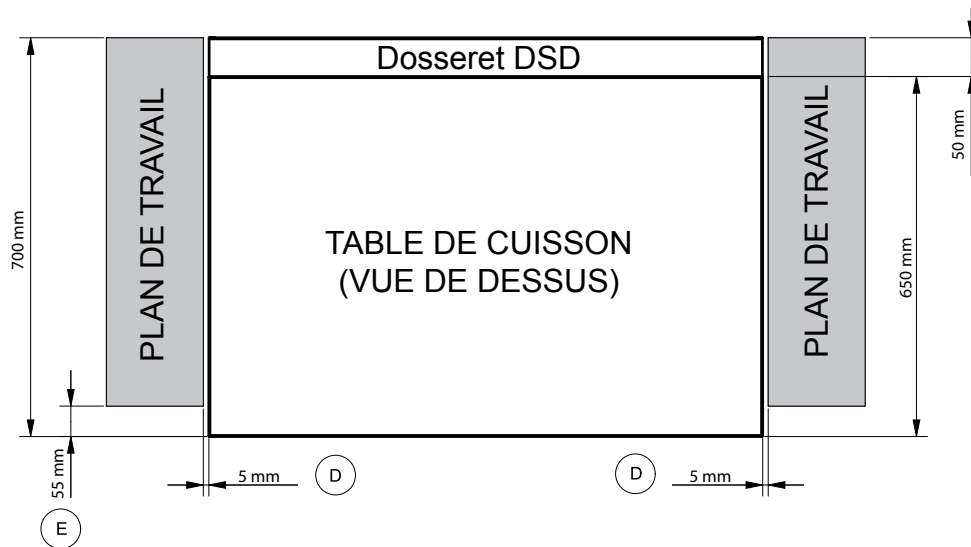 Dosseret DSD
PLAN DE TRAVAIL
TABLE DE CUISSON
(VUE DE DESSUS)
PLAN DE TRAVAIL
700 mm
50 mm
650 mm
55 mm
E
5 mm
D
D
5 mm